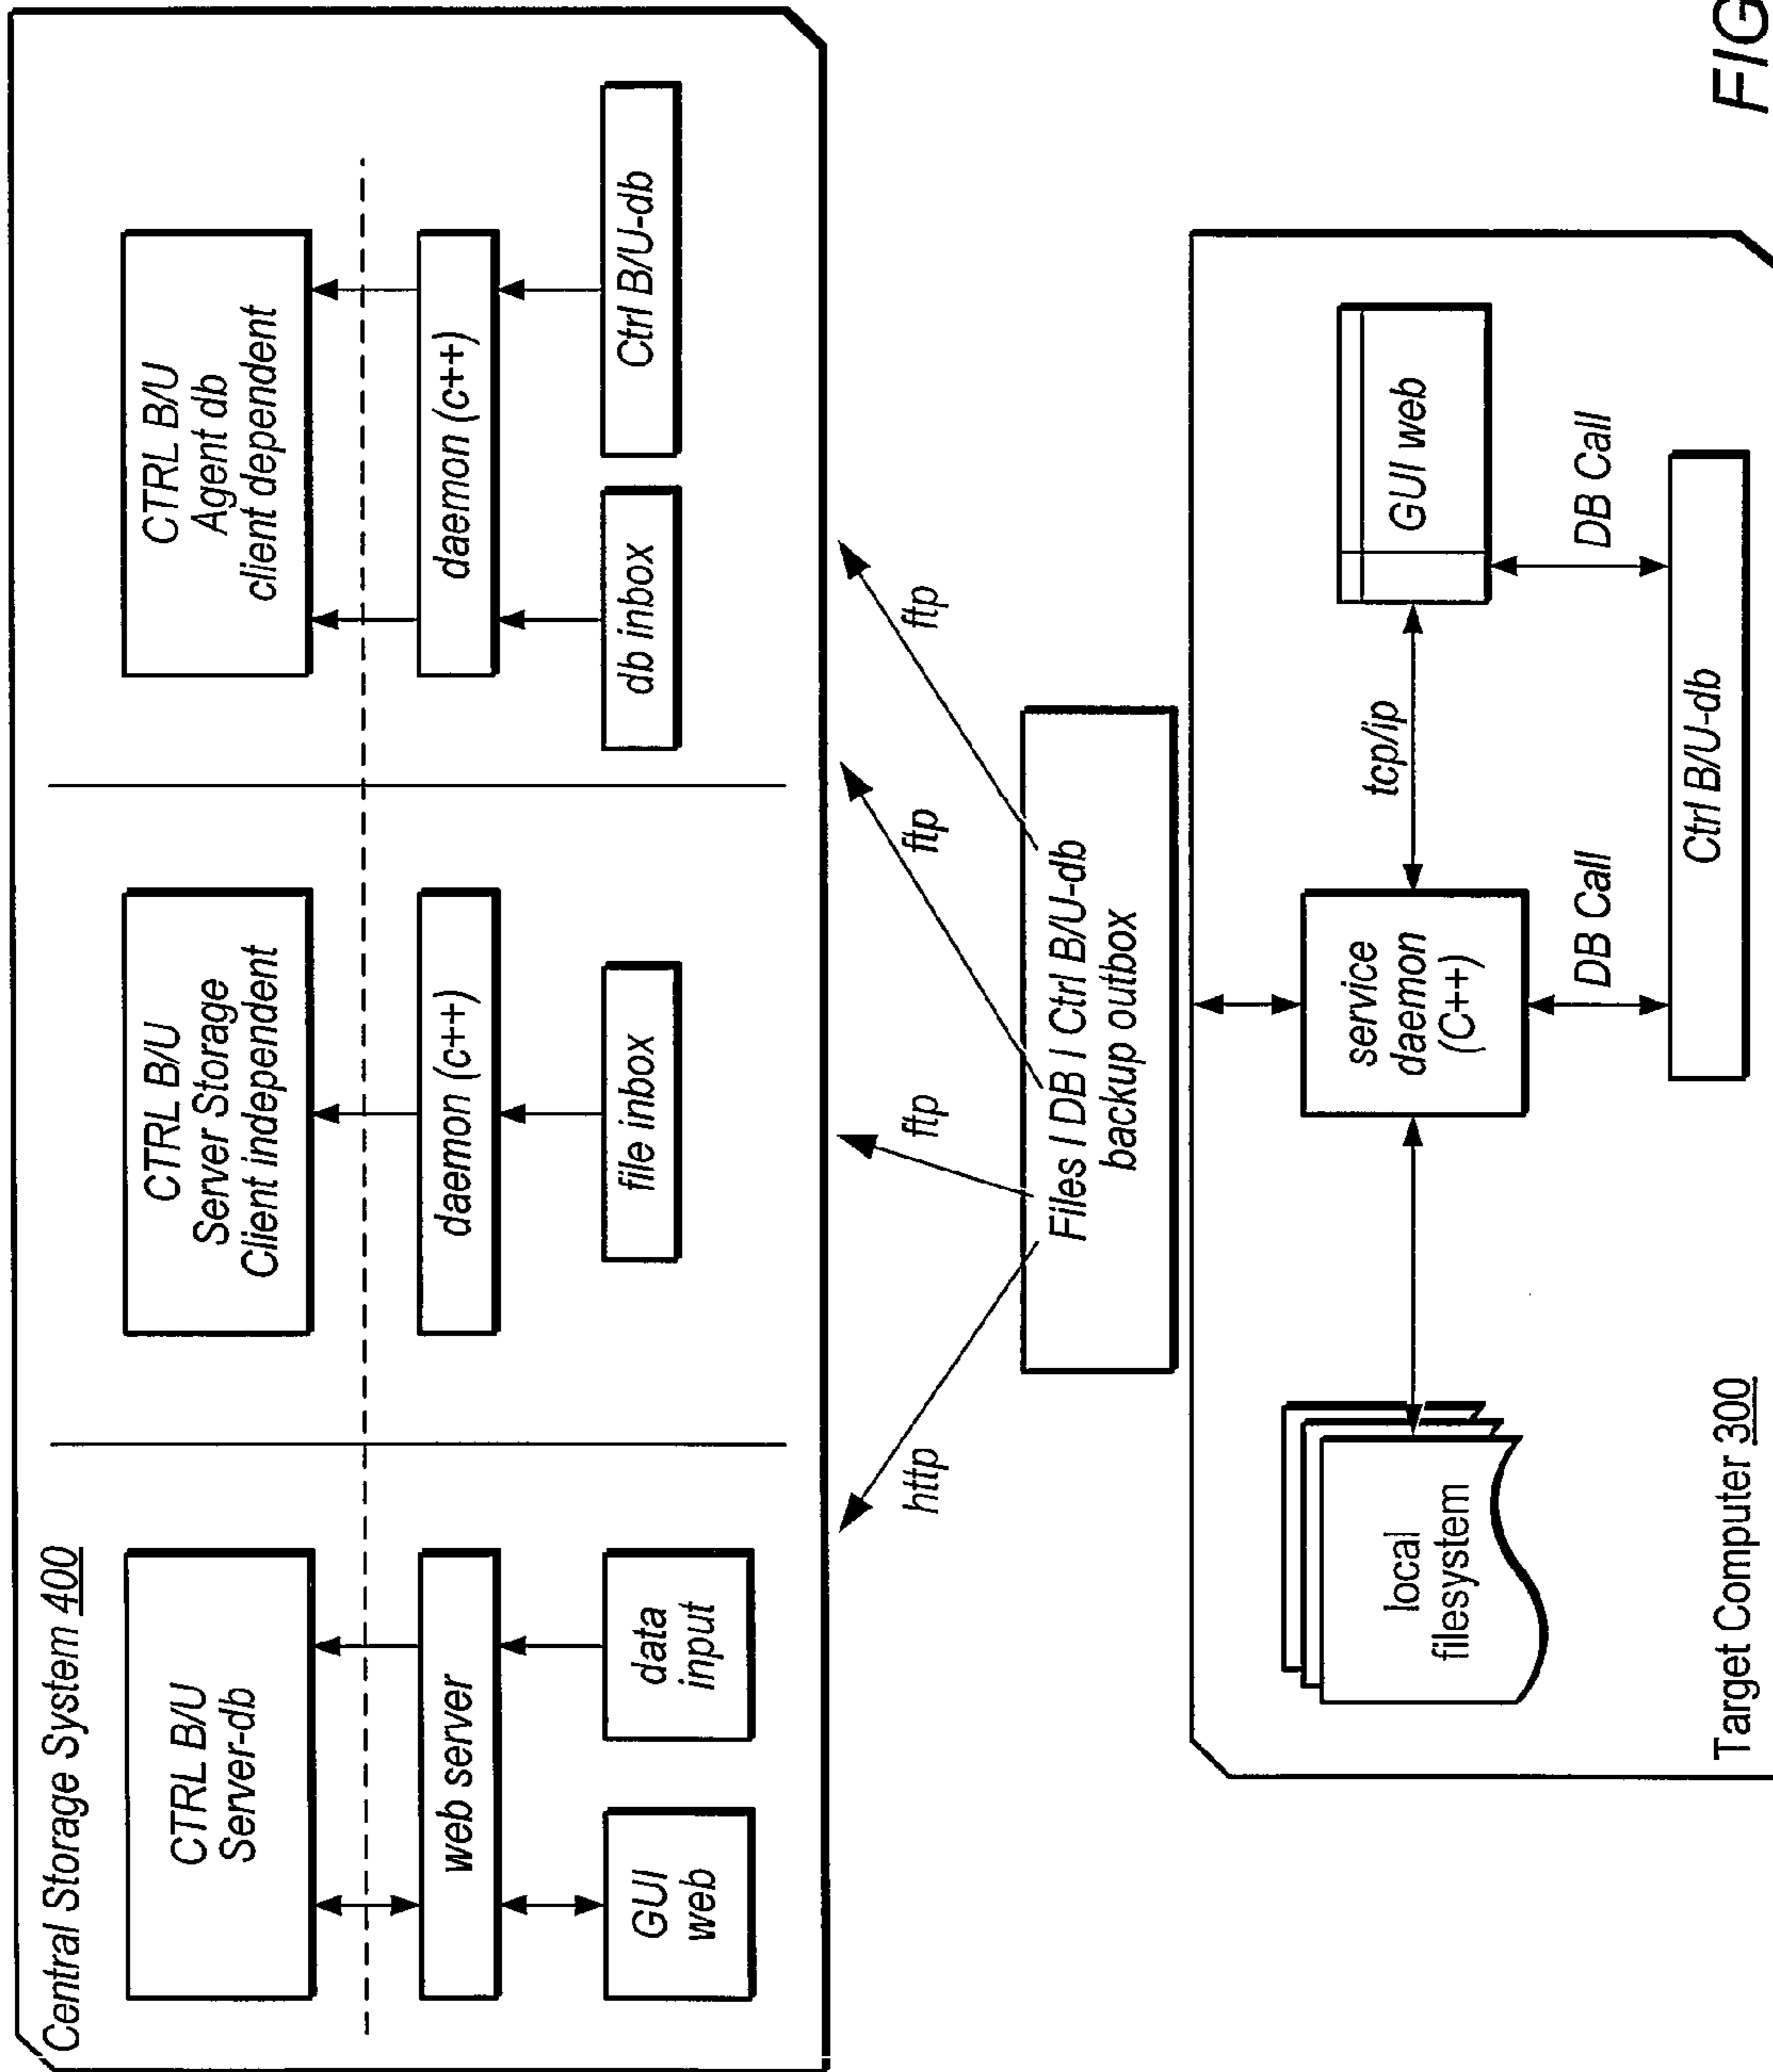 Central Storage System 400
CTRL B/U
Server-db
web server
GUI
web
data
input
CTRL B/U
Server Storage
Client independent
daemon (c++)
file inbox
CTRL B/U
Agent db
client dependent
daemon (c++)
db inbox
Ctrl B/U-db
http
ftp
ftp
ftp
Files / DB / Ctrl B/U-db
backup outbox
local
filesystem
service
daemon
(C++)
tcp/ip
GUI web
DB Call
DB Call
Ctrl B/U-db
Target Computer 300
FIG